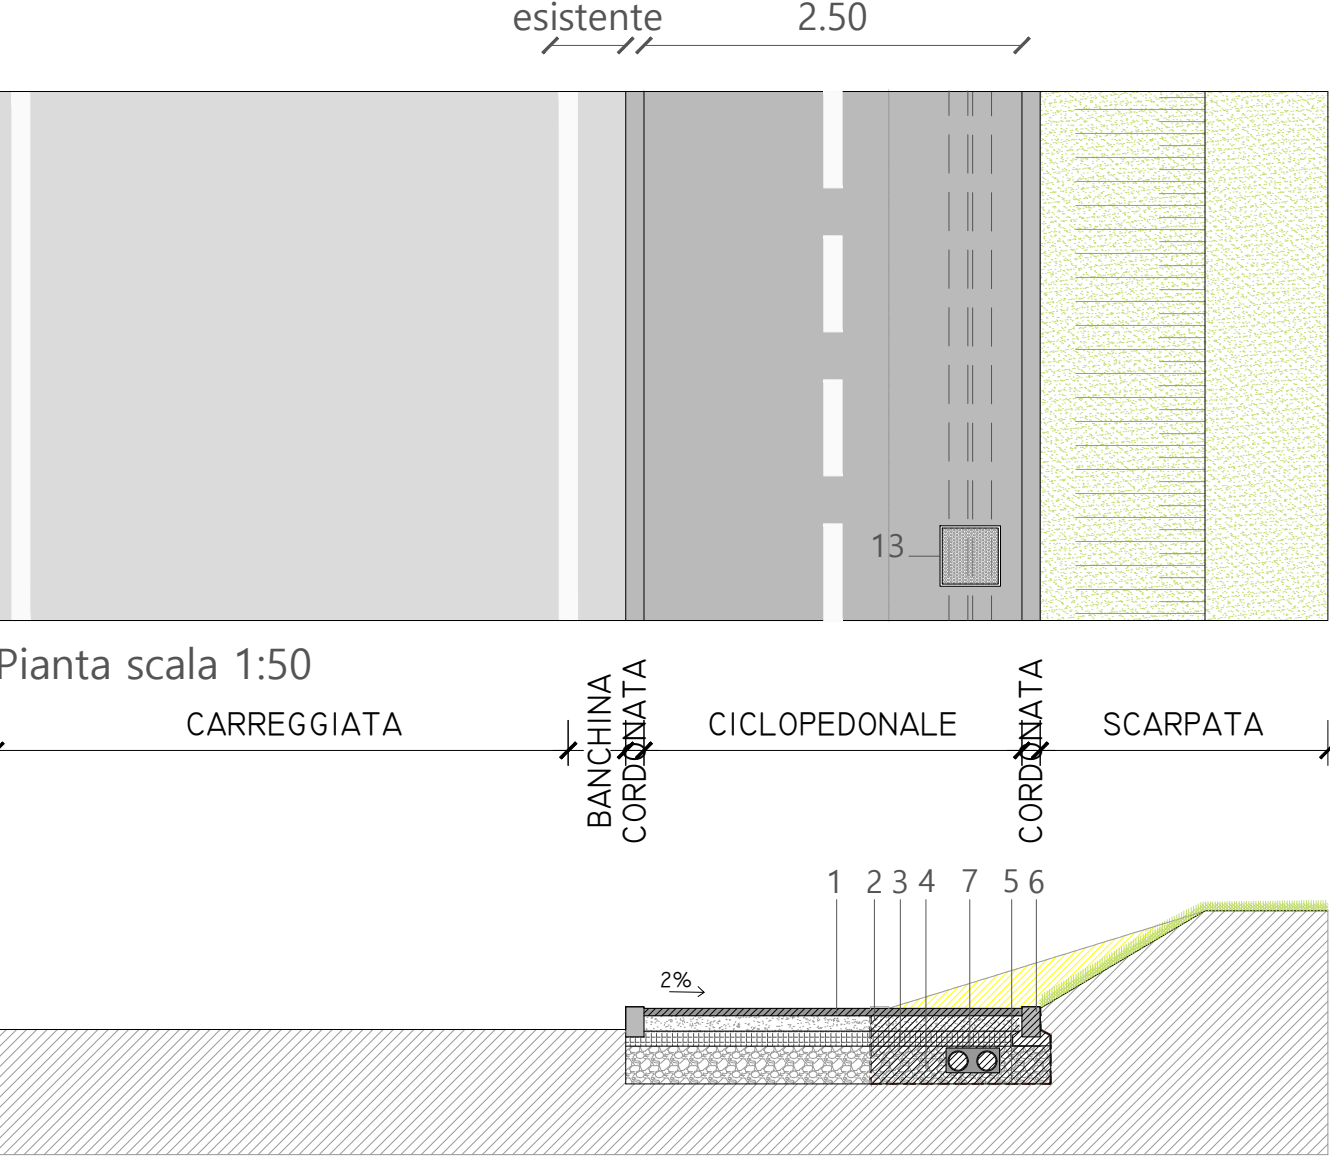 esistente 2.50
13
Pianta scala 1:50
CARREGGIATA BANCHINA CORDONATA CICLOPEDONALE CORDONATA SCARPATA
1 2 3 4 7 5 6
2%